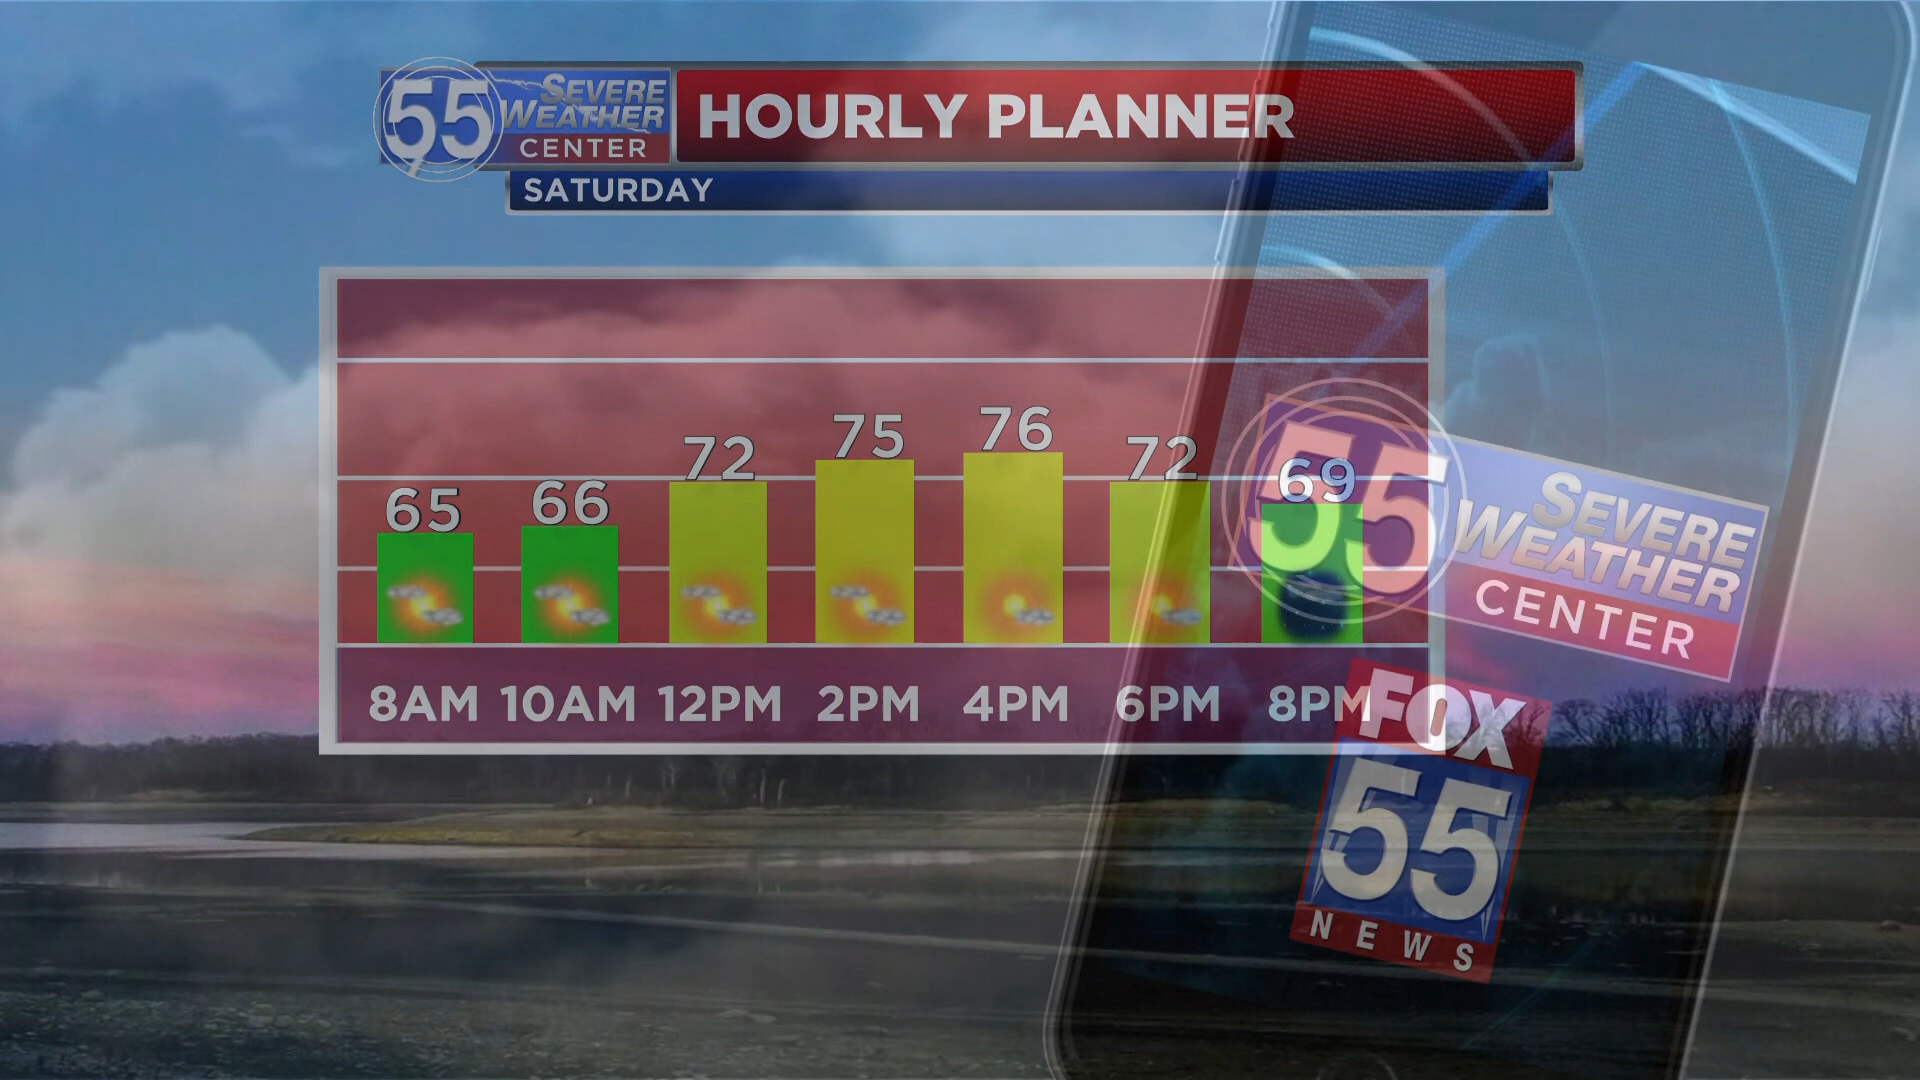 55 SEVERE
WEATHER
CENTER
HOURLY PLANNER
SATURDAY
65 66 72 75 76 72 69
8AM 10AM 12PM 2PM 4PM 6PM 8PM
55 SEVERE
WEATHER
CENTER
FOX
55
NEWS